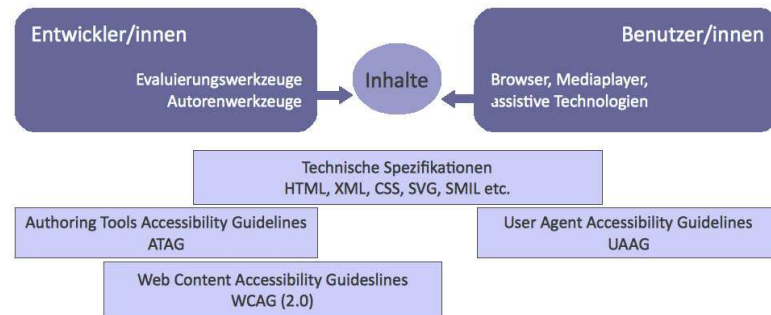 Entwickler/innen
Evaluierungswerkzeuge
Autorenwerkzeuge
Inhalte
Benutzer/innen
Browser, Mediaplayer,
assistive Technologien
Technische Spezifikationen
HTML, XML, CSS, SVG, SMIL etc.
Authoring Tools Accessibility Guidelines
ATAG
User Agent Accessibility Guidelines
UAAG
Web Content Accessibility Guideslines
WCAG (2.0)